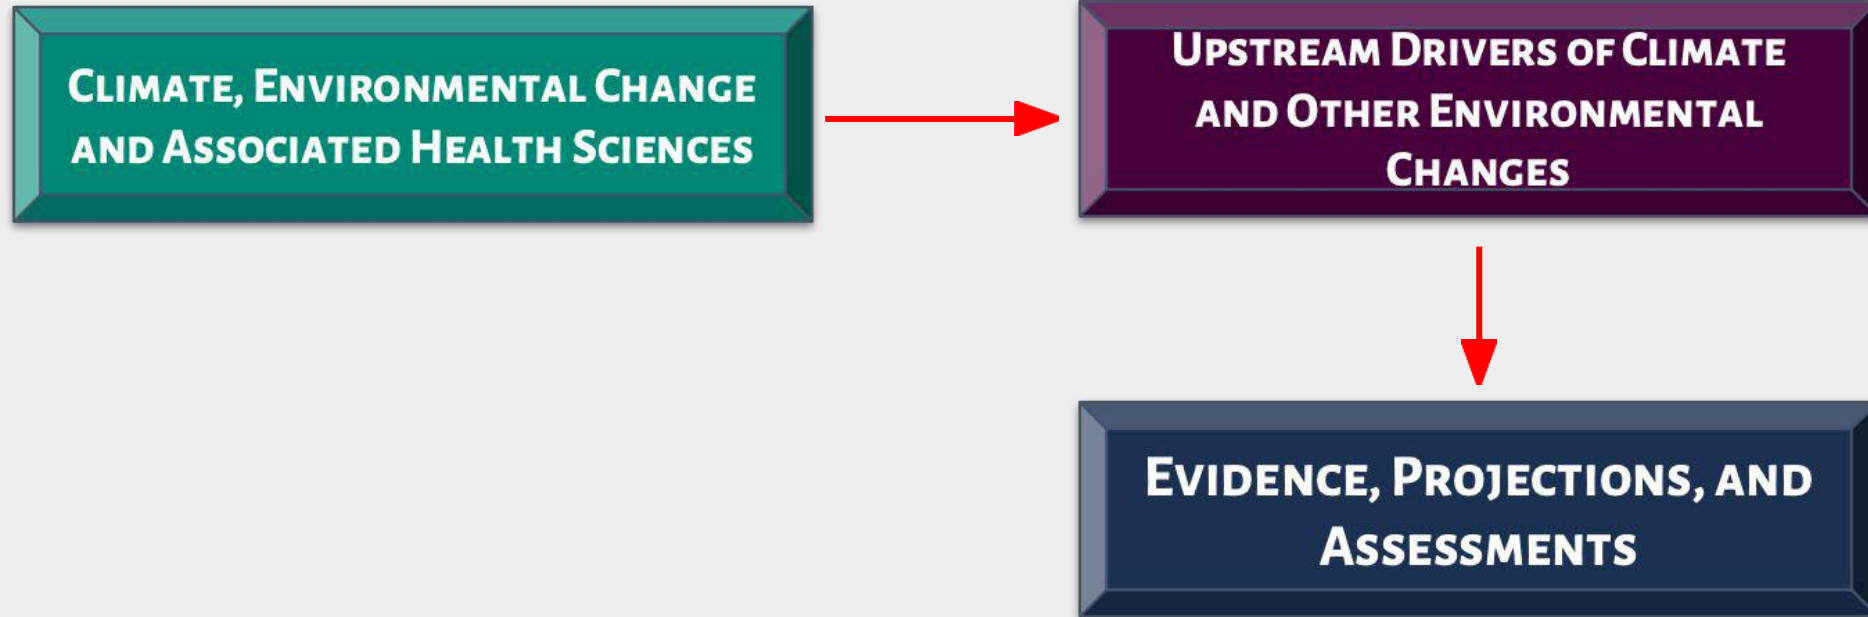 Climate, Environmental Change
and Associated Health Sciences
Upstream Drivers of Climate
and Other Environmental
Changes
Evidence, Projections, and
Assessments